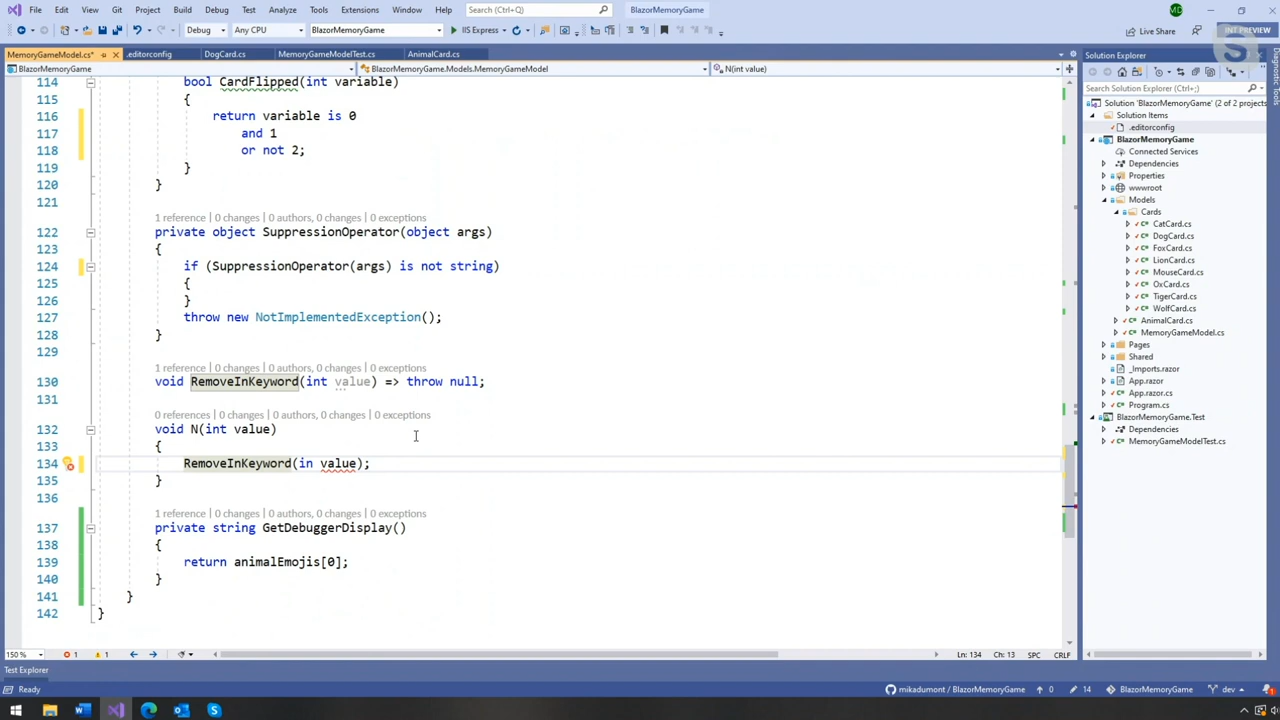 File Edit View Git Project Build Debug Test Analyze Tools Extensions Window Help Search (Ctrl+Q) BlazorMemoryGame MD
Debug Any CPU BlazorMemoryGame IIS Express Live Share INT PREVIEW
MemoryGameModel.cs* .editorconfig DogCard.cs MemoryGameModelTest.cs AnimalCard.cs
BlazorMemoryGame BlazorMemoryGame.Models.MemoryGameModel N(int value)
114 bool CardFlipped(int variable)
115 {
116 return variable is 0
117 and 1
118 or not 2;
119 }
120 }
121
1 reference | 0 changes | 0 authors, 0 changes | 0 exceptions
122 private object SuppressionOperator(object args)
123 {
124 if (SuppressionOperator(args) is not string)
125 {
126 }
127 throw new NotImplementedException();
128 }
129
1 reference | 0 changes | 0 authors, 0 changes | 0 exceptions
130 void RemoveInKeyword(int value) => throw null;
131
0 references | 0 changes | 0 authors, 0 changes | 0 exceptions
132 void N(int value)
133 {
134 RemoveInKeyword(in value);
135 }
136
1 reference | 0 changes | 0 authors, 0 changes | 0 exceptions
137 private string GetDebuggerDisplay()
138 {
139 return animalEmojis[0];
140 }
141 }
142 }
150 % 1 1 Ln: 134 Ch: 13 SPC CRLF
Solution Explorer
Search Solution Explorer (Ctrl+;)
Solution 'BlazorMemoryGame' (2 of 2 projects
Solution Items
.editorconfig
BlazorMemoryGame
Connected Services
Dependencies
Properties
wwwroot
Models
Cards
CatCard.cs
DogCard.cs
FoxCard.cs
LionCard.cs
MouseCard.cs
OxCard.cs
TigerCard.cs
WolfCard.cs
AnimalCard.cs
MemoryGameModel.cs
Pages
Shared
_Imports.razor
App.razor
App.razor.cs
Program.cs
BlazorMemoryGame.Test
Dependencies
MemoryGameModelTest.cs
Diagnostic Tools
Test Explorer
Ready mikadumont / BlazorMemoryGame 0 14 BlazorMemoryGame dev